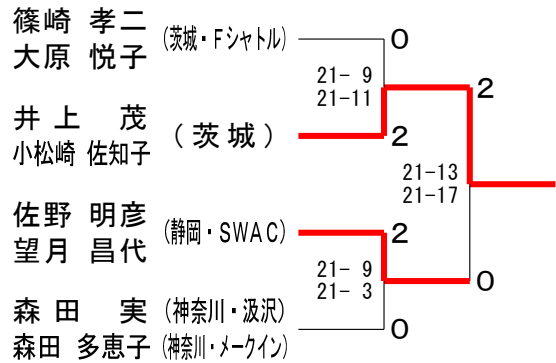 篠崎 孝二 (茨城・Fシャトル) 0
大原 悦子
21- 9
21-11
2
井上 茂 (茨城) 2
小松崎 佐知子
21-13
21-17
佐野 明彦 (静岡・SWAC) 2
望月 昌代
21- 9
21- 3
0
森田 実 (神奈川・汲沢) 0
森田 多恵子 (神奈川・メークイン)